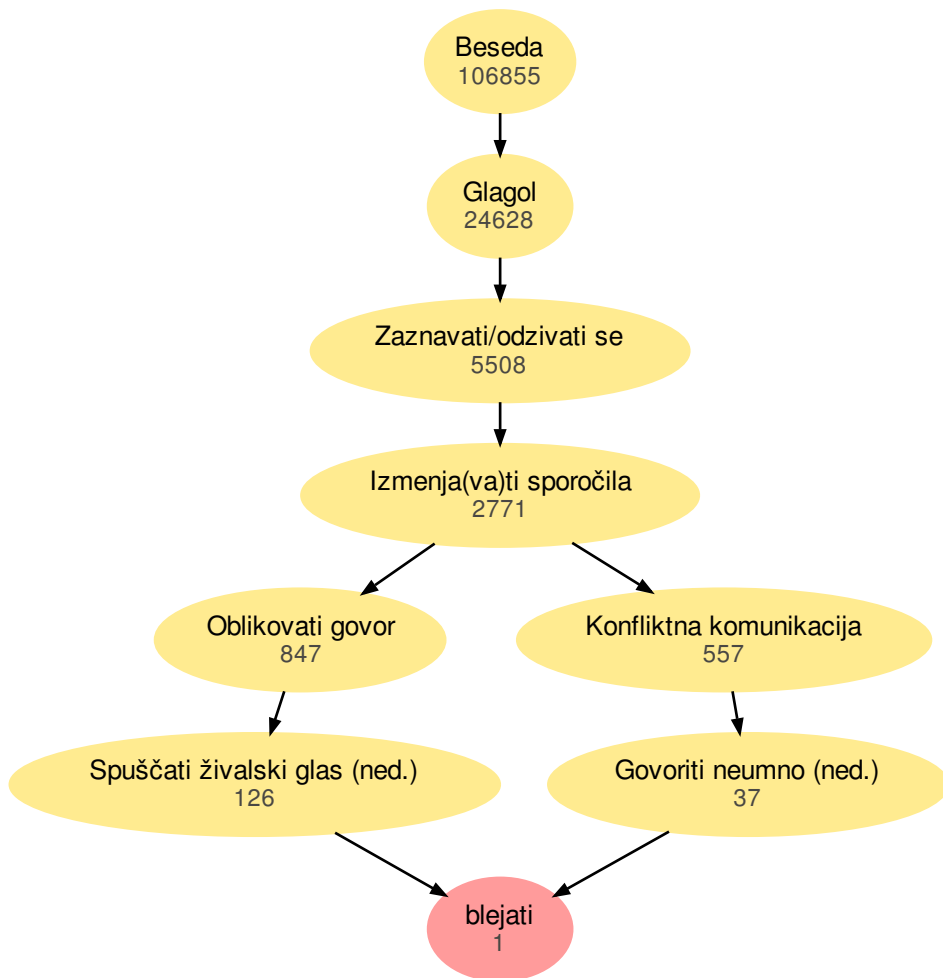 Beseda
106855
Glagol
24628
Zaznavati/odzivati se
5508
Izmenja(va)ti sporočila
2771
Oblikovati govor
847
Konfliktna komunikacija
557
Spuščati živalski glas (ned.)
126
Govoriti neumno (ned.)
37
blejati
1